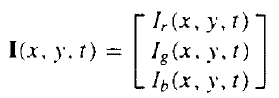 I_r(x, y, t)
I(x, y, t) = I_g(x, y, t)
I_b(x, y, t)